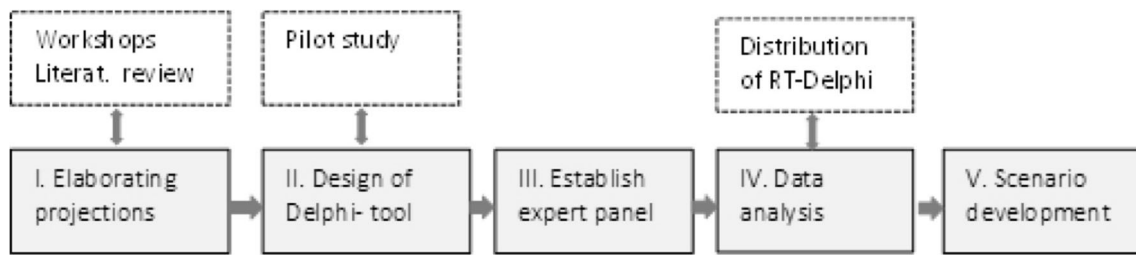 Workshops
Literat. review
Pilot study
Distribution
of RT-Delphi
I. Elaborating
projections
II. Design of
Delphi- tool
III. Establish
expert panel
IV. Data
analysis
V. Scenario
development